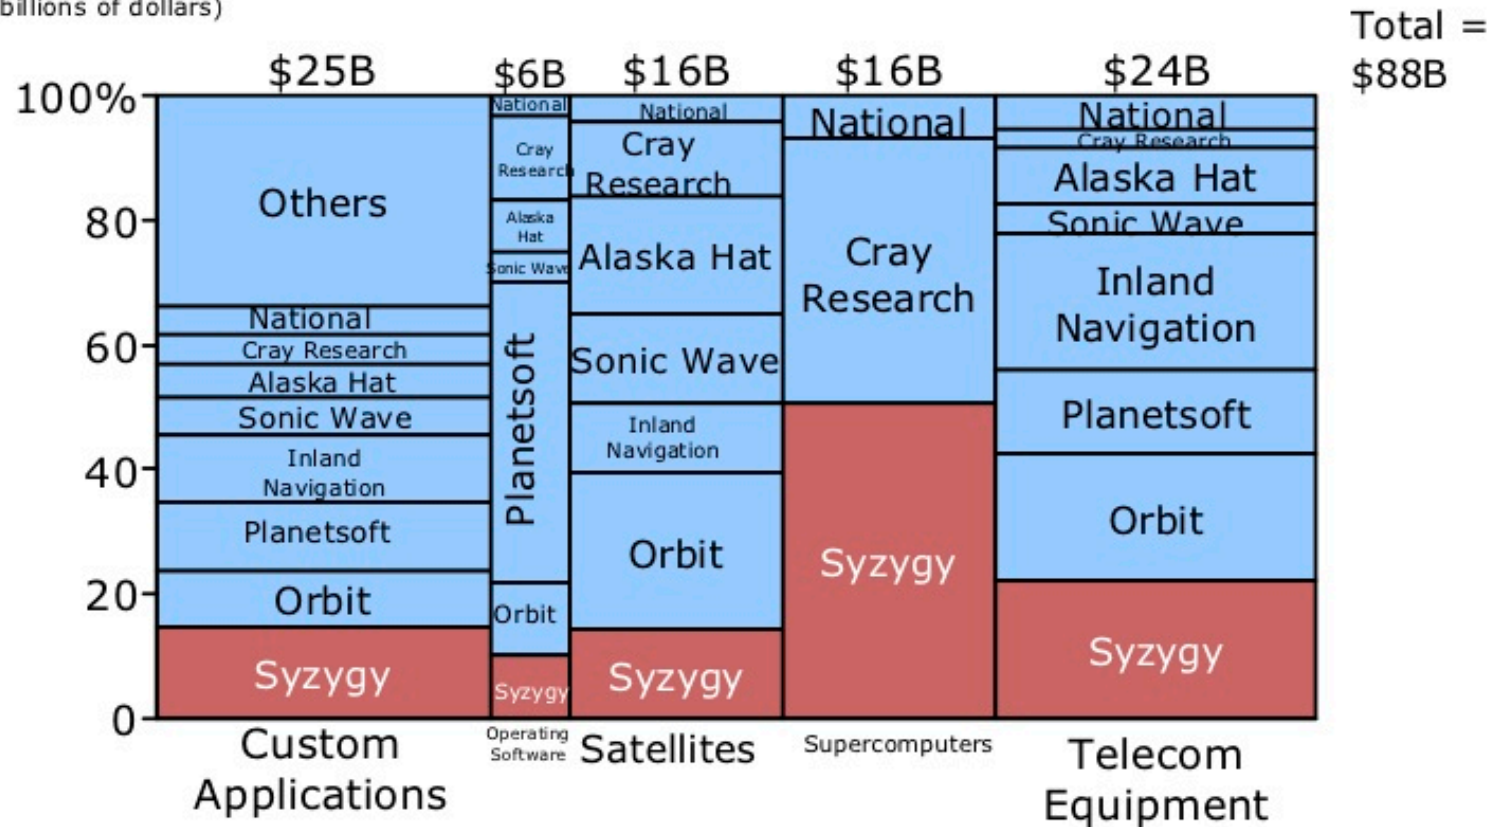 billions of dollars)
Total =
$88B
$25B
$6B
$16B
$16B
$24B
100%
80
60
40
20
0
Others
National
Cray Research
Alaska Hat
Sonic Wave
Inland
Navigation
Planetsoft
Orbit
Syzygy
National
Cray
Research
Alaska
Hat
Sonic Wave
Planetsoft
Orbit
Syzygy
National
Cray
Research
Alaska Hat
Sonic Wave
Inland
Navigation
Orbit
Syzygy
National
Cray
Research
Syzygy
National
Cray Research
Alaska Hat
Sonic Wave
Inland
Navigation
Planetsoft
Orbit
Syzygy
Custom
Applications
Operating
Software
Satellites
Supercomputers
Telecom
Equipment